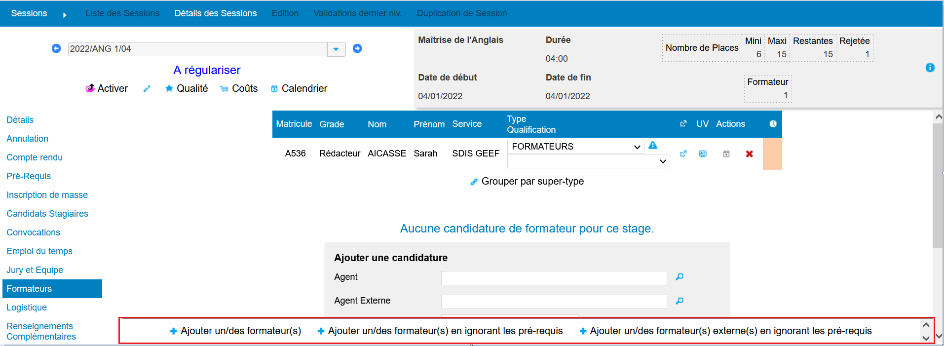 Sessions Liste des Sessions Détails des Sessions Edition Validations dernier niv. Duplication de Session
2022/ANG 1/04
A régulariser
Activer Qualité Coûts Calendrier
Maîtrise de l'Anglais Durée
04:00
Date de début Date de fin
04/01/2022 04/01/2022
Nombre de Places Mini Maxi Restantes Rejetée
6 15 15 1
Formateur
1
Détails
Annulation
Compte rendu
Pré-Requis
Inscription de masse
Candidats Stagiaires
Convocations
Emploi du temps
Jury et Equipe
Formateurs
Logistique
Renseignements
Complémentaires
Matricule Grade Nom Prénom Service Type
Qualification UV Actions
A536 Rédacteur AICASSE Sarah SDIS GEEF FORMATEURS
Grouper par super-type
Aucune candidature de formateur pour ce stage.
Ajouter une candidature
Agent
Agent Externe
Ajouter un/des formateur(s) Ajouter un/des formateur(s) en ignorant les pré-requis Ajouter un/des formateur(s) externe(s) en ignorant les pré-requis